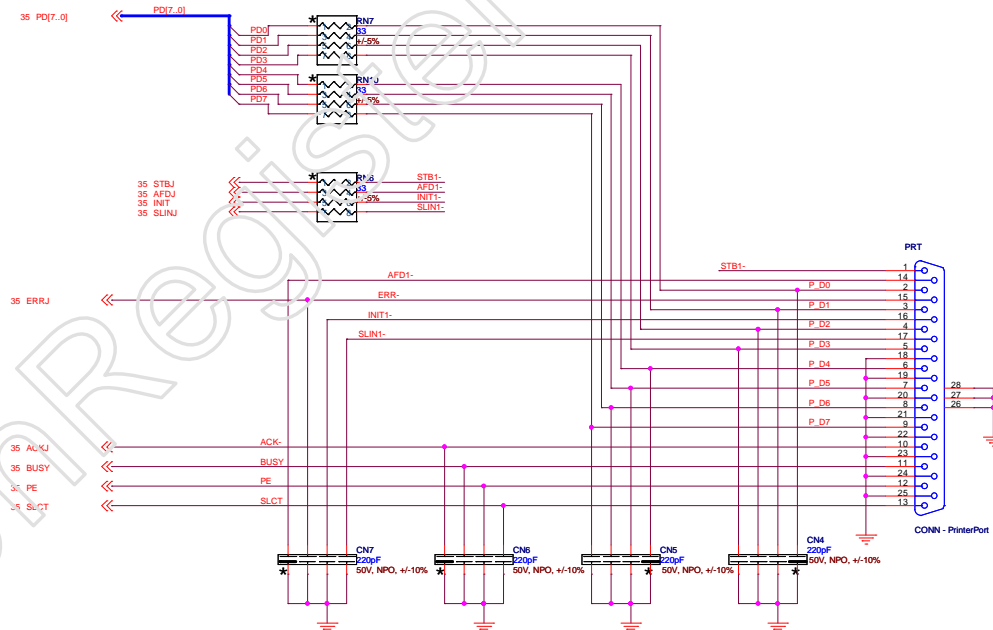 35 PD[7..0]
PD[7..0]
PD0
PD1
PD2
PD3
PD4
PD5
PD6
PD7
*
RN7
33
+/-5%
*
33
+/-5%
35 STBJ
35 AFDJ
35 INIT
35 SLINJ
*
33
STB1-
AFD1-
INIT1-
SLIN1-
PRT
STB1-
AFD1-
35 ERRJ
ERR-
INIT1-
SLIN1-
P_D0
P_D1
P_D2
P_D3
P_D4
P_D5
P_D6
P_D7
1
14
2
15
3
16
4
17
5
18
6
19
7
20
8
21
9
22
10
23
11
24
12
25
13
28
27
26
35 ACKJ
ACK-
35 BUSY
BUSY
PE
PE
SLCT
SLCT
CONN - PrinterPort
CN7
220pF
50V, NPO, +/-10%
*
CN6
220pF
50V, NPO, +/-10%
*
CN5
220pF
50V, NPO, +/-10%
*
CN4
220pF
50V, NPO, +/-10%
*